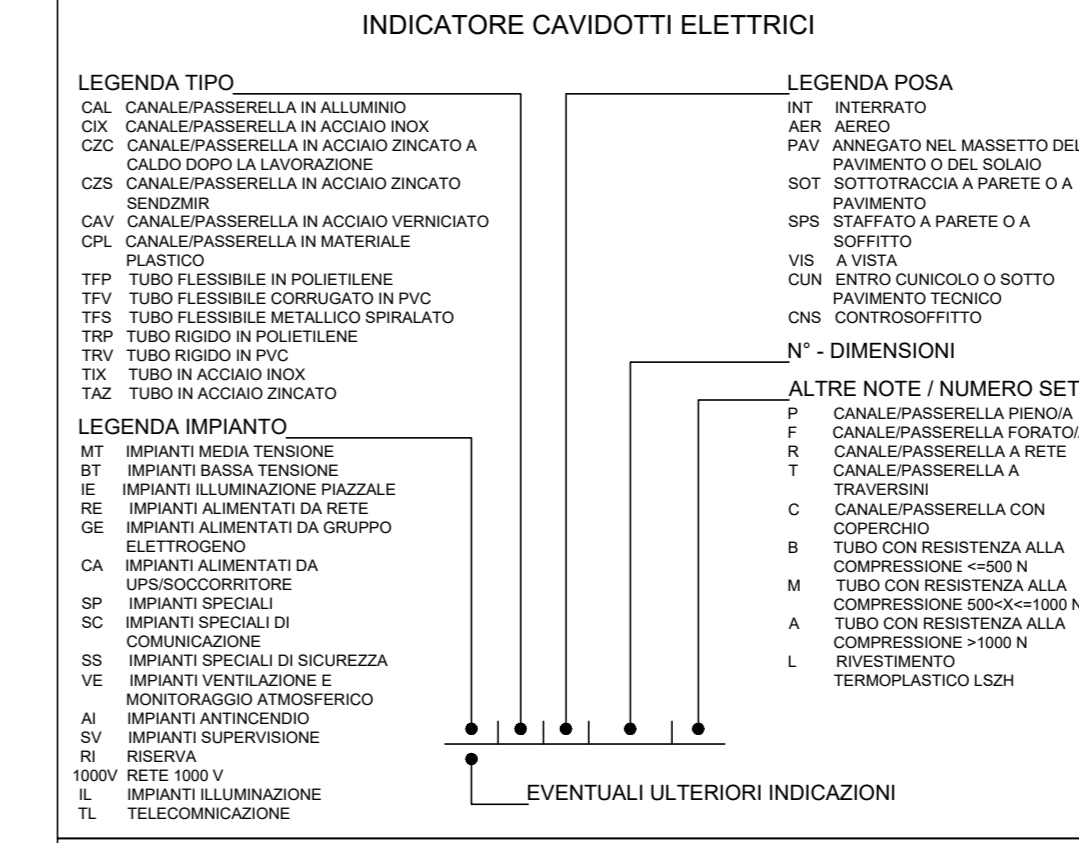 INDICATORE CAVIDOTTI ELETTRICI
LEGENDA TIPO
CAL CANALE/PASSERELLA IN ALLUMINIO
CIX CANALE/PASSERELLA IN ACCIAIO INOX
CZC CANALE/PASSERELLA IN ACCIAIO ZINCATO A
CALDO DOPO LA LAVORAZIONE
CZS CANALE/PASSERELLA IN ACCIAIO ZINCATO
SENDZMIR
CAV CANALE/PASSERELLA IN ACCIAIO VERNICIATO
CPL CANALE/PASSERELLA IN MATERIALE
PLASTICO
TFP TUBO FLESSIBILE IN POLIETILENE
TFV TUBO FLESSIBILE CORRUGATO IN PVC
TFS TUBO FLESSIBILE METALLICO SPIRALATO
TRP TUBO RIGIDO IN POLIETILENE
TRV TUBO RIGIDO IN PVC
TIX TUBO IN ACCIAIO INOX
TAZ TUBO IN ACCIAIO ZINCATO
LEGENDA IMPIANTO
MT IMPIANTI MEDIA TENSIONE
BT IMPIANTI BASSA TENSIONE
IE IMPIANTI ILLUMINAZIONE PIAZZALE
RE IMPIANTI ALIMENTATI DA RETE
GE IMPIANTI ALIMENTATI DA GRUPPO
ELETTROGENO
CA IMPIANTI ALIMENTATI DA
UPS/SOCCORRITORE
SP IMPIANTI SPECIALI
SC IMPIANTI SPECIALI DI
COMUNICAZIONE
SS IMPIANTI SPECIALI DI SICUREZZA
VE IMPIANTI VENTILAZIONE E
MONITORAGGIO ATMOSFERICO
AI IMPIANTI ANTINCENDIO
SV IMPIANTI SUPERVISIONE
RI RISERVA
1000V RETE 1000 V
IL IMPIANTI ILLUMINAZIONE
TL TELECOMNICAZIONE
LEGENDA POSA
INT INTERRATO
AER AEREO
PAV ANNEGATO NEL MASSETTO DEL
PAVIMENTO O DEL SOLAIO
SOT SOTTOTRACCIA A PARETE O A
PAVIMENTO
SPS STAFFATO A PARETE O A
SOFFITTO
VIS A VISTA
CUN ENTRO CUNICOLO O SOTTO
PAVIMENTO TECNICO
CNS CONTROSOFFITTO
N° - DIMENSIONI
ALTRE NOTE / NUMERO SET
P CANALE/PASSERELLA PIENO/A
F CANALE/PASSERELLA FORATO/
R CANALE/PASSERELLA A RETE
T CANALE/PASSERELLA A
TRAVERSINI
C CANALE/PASSERELLA CON
COPERCHIO
B TUBO CON RESISTENZA ALLA
COMPRESSIONE <=500 N
M TUBO CON RESISTENZA ALLA
COMPRESSIONE 500<X<=1000 N
A TUBO CON RESISTENZA ALLA
COMPRESSIONE >1000 N
L RIVESTIMENTO
TERMOPLASTICO LSZH
EVENTUALI ULTERIORI INDICAZIONI